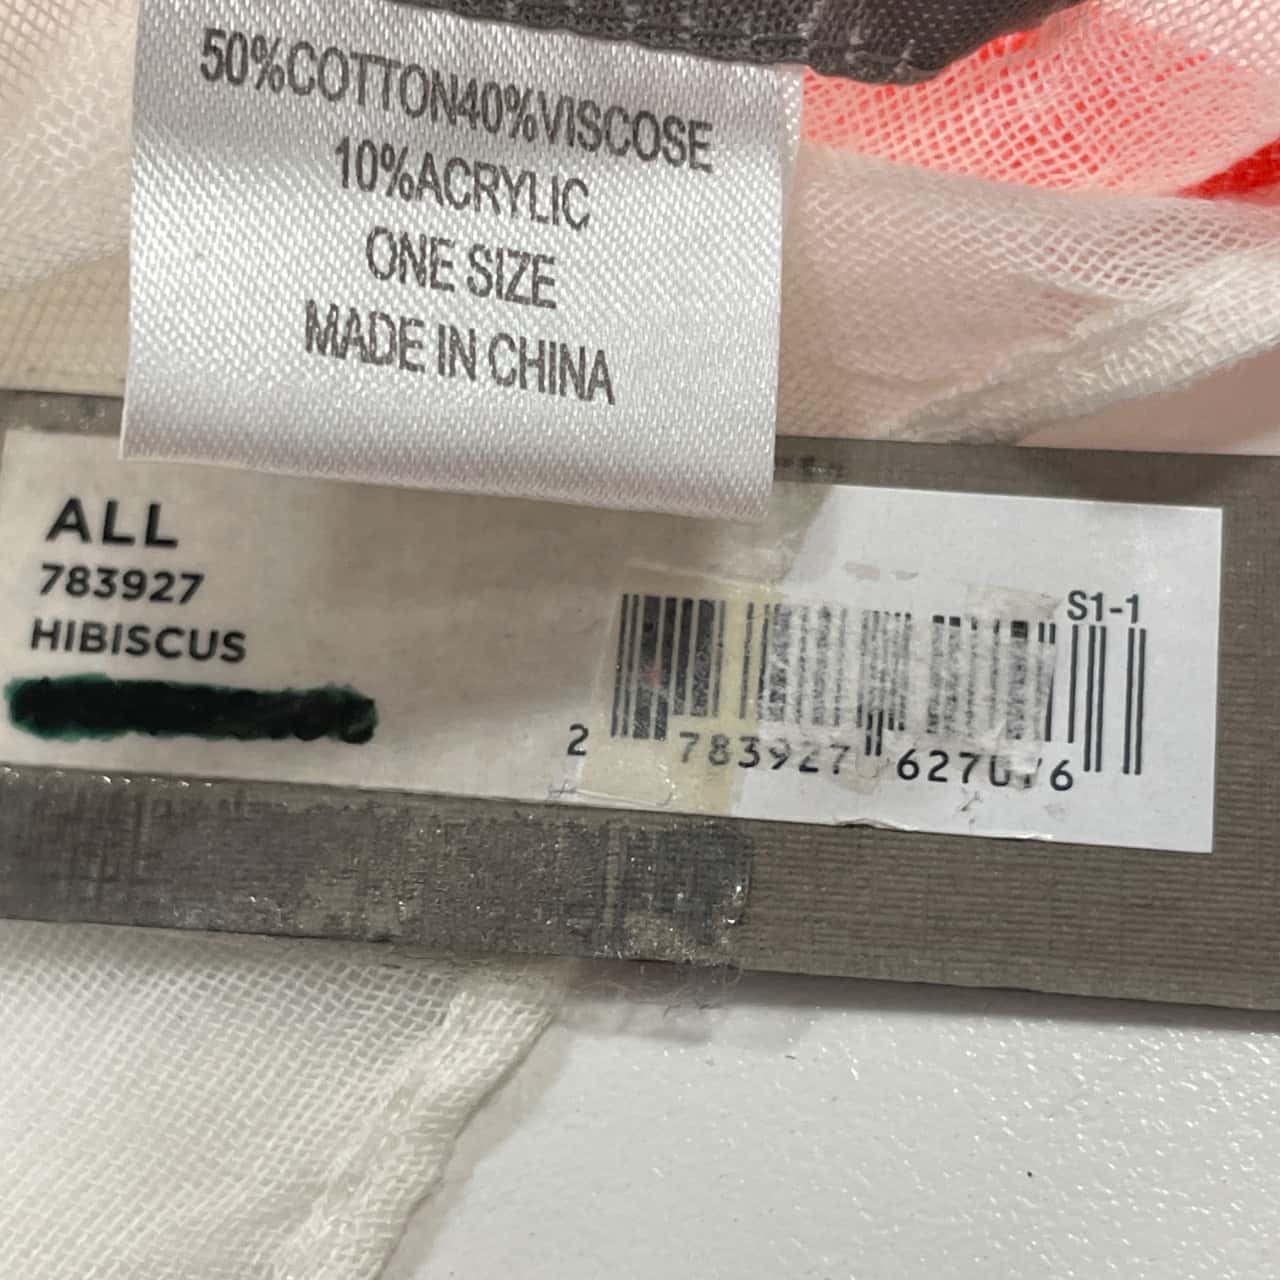 50%COTTON40%VISCOSE
10%ACRYLIC
ONE SIZE
MADE IN CHINA
ALL
783927
HIBISCUS
S1-1
2 783927